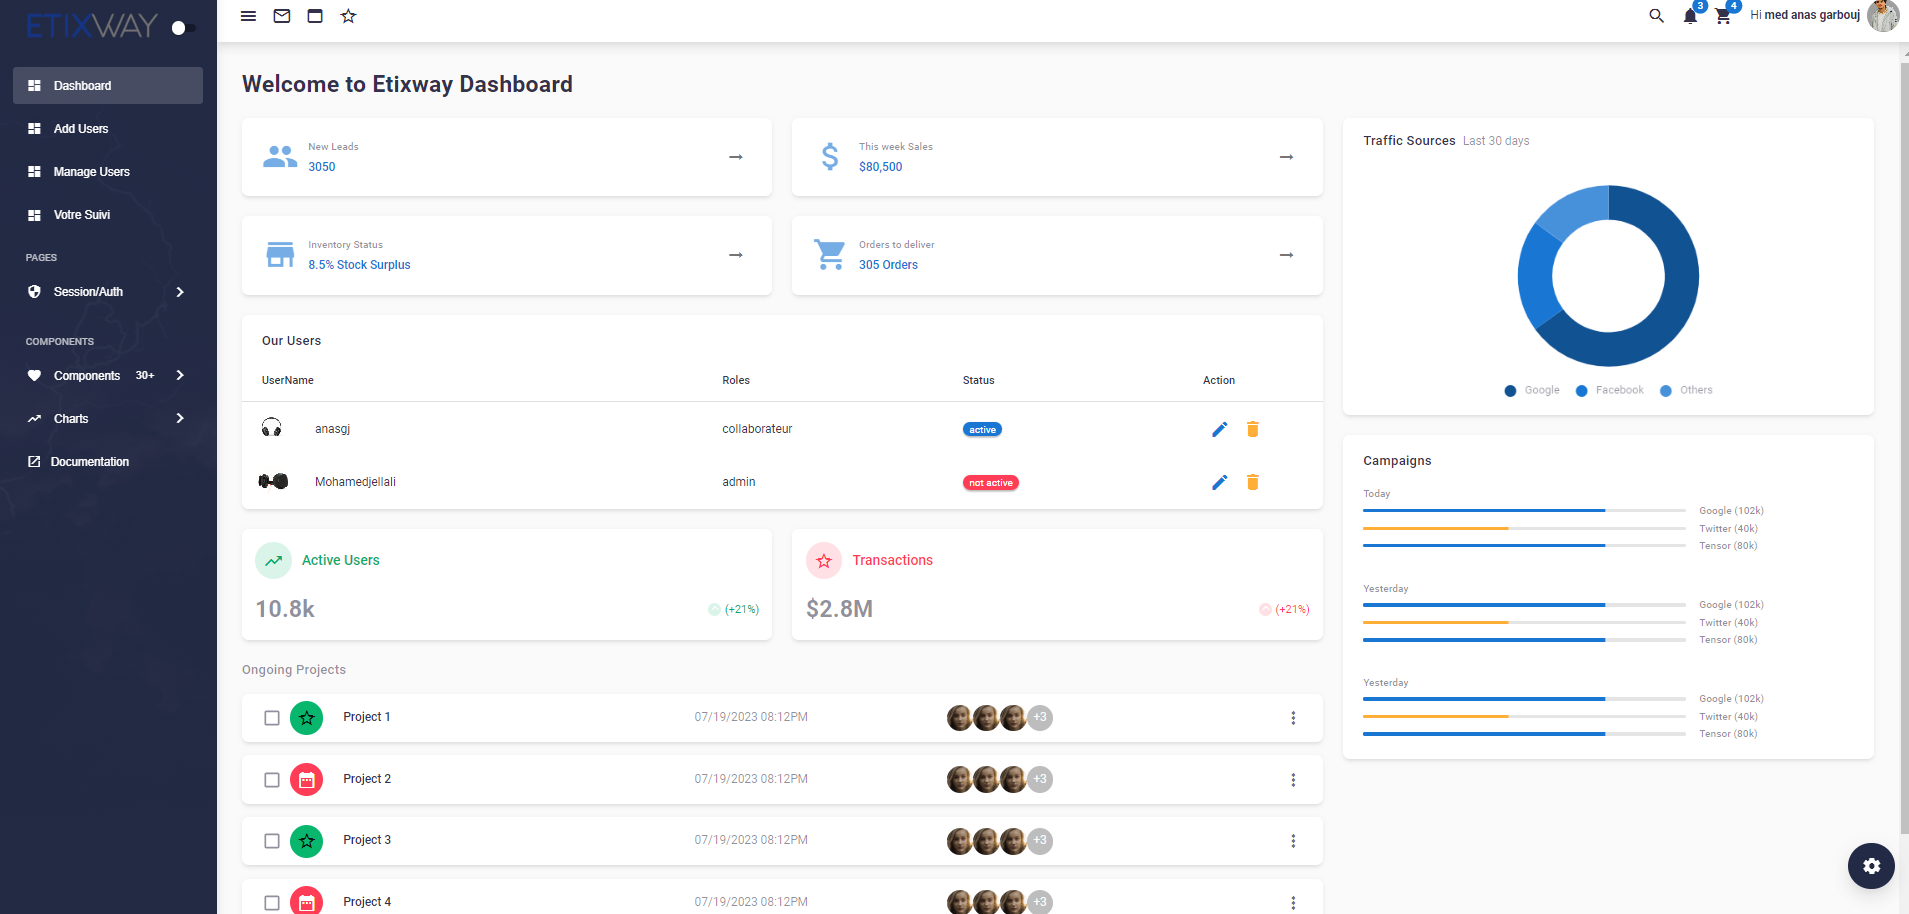 ETIXWAY
Dashboard
Add Users
Manage Users
Votre Suivi
PAGES
Session/Auth
COMPONENTS
Components 30+
Charts
Documentation
3
4
Hi med anas garbouj
Welcome to Etixway Dashboard
New Leads
3050
This week Sales
$80,500
Inventory Status
8.5% Stock Surplus
Orders to deliver
305 Orders
Our Users
UserName Roles Status Action
anasgj collaborateur active
Mohamedjellali admin not active
Active Users
10.8k (+21%)
Transactions
$2.8M (+21%)
Ongoing Projects
Project 1 07/19/2023 08:12PM +3
Project 2 07/19/2023 08:12PM +3
Project 3 07/19/2023 08:12PM +3
Project 4 07/19/2023 08:12PM +3
Traffic Sources Last 30 days
Google Facebook Others
Campaigns
Today
Google (102k)
Twitter (40k)
Tensor (80k)
Yesterday
Google (102k)
Twitter (40k)
Tensor (80k)
Yesterday
Google (102k)
Twitter (40k)
Tensor (80k)